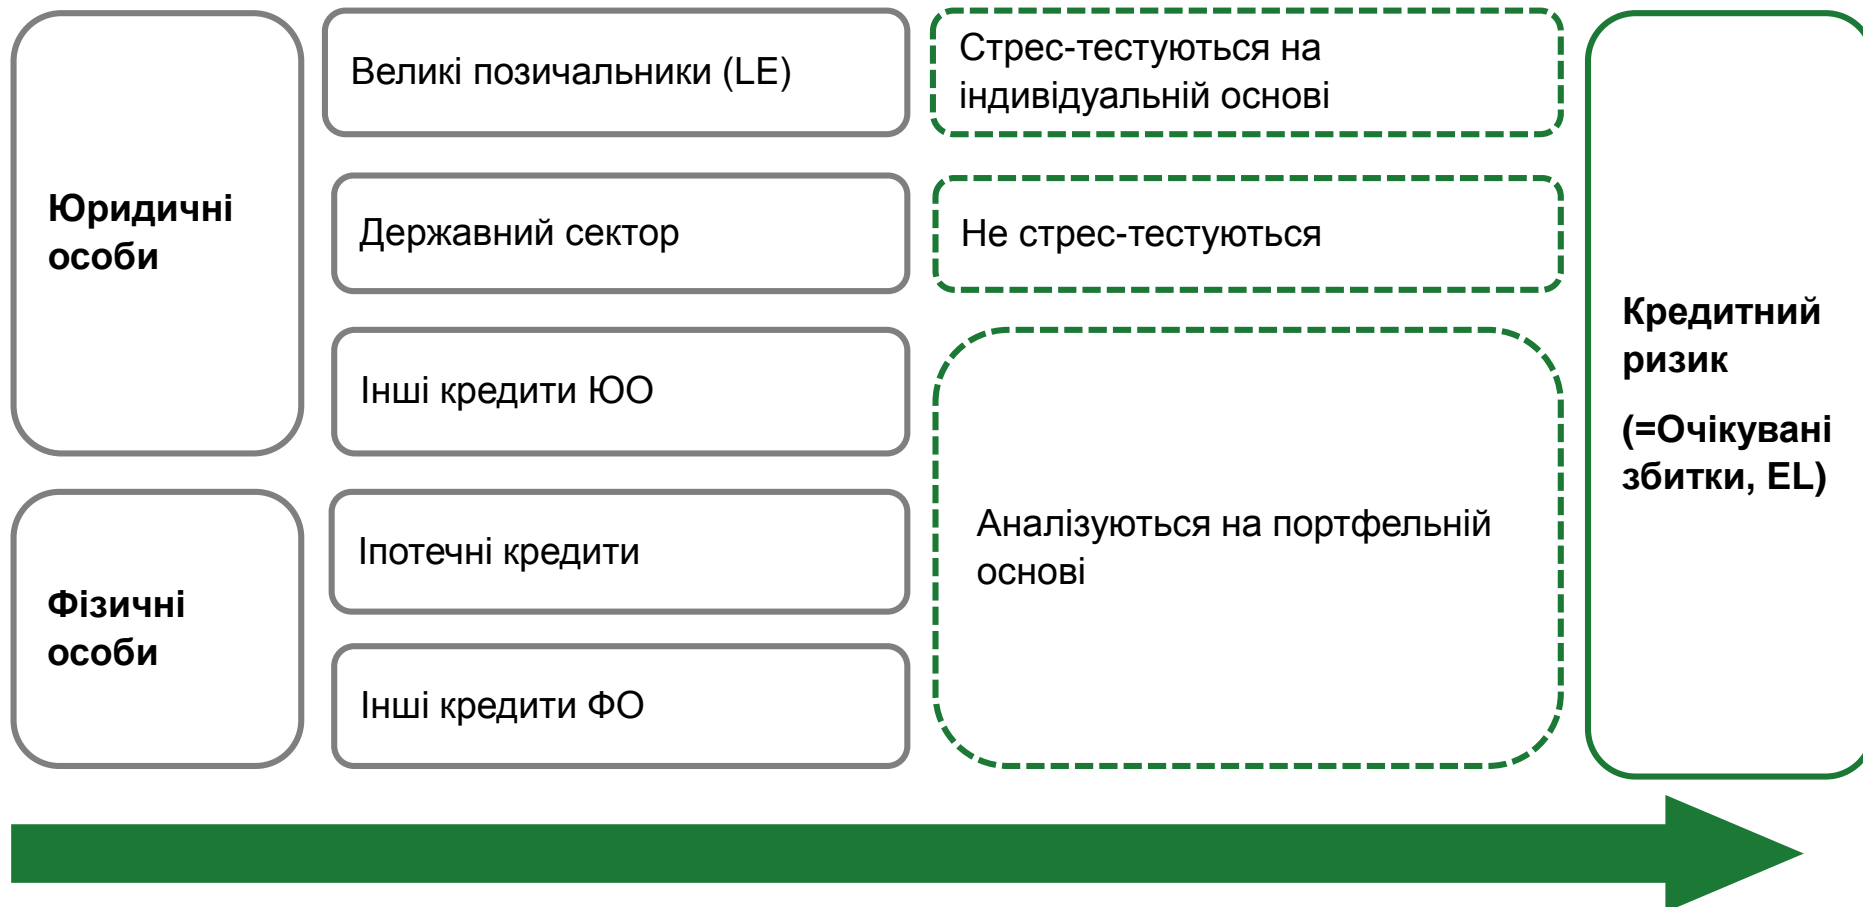 Юридичні
особи
Великі позичальники (LE)
Стрес-тестуються на
індивідуальній основі
Державний сектор
Не стрес-тестуються
Інші кредити ЮО
Фізичні
особи
Іпотечні кредити
Інші кредити ФО
Аналізуються на портфельній
основі
Кредитний
ризик
(=Очікувані
збитки, EL)